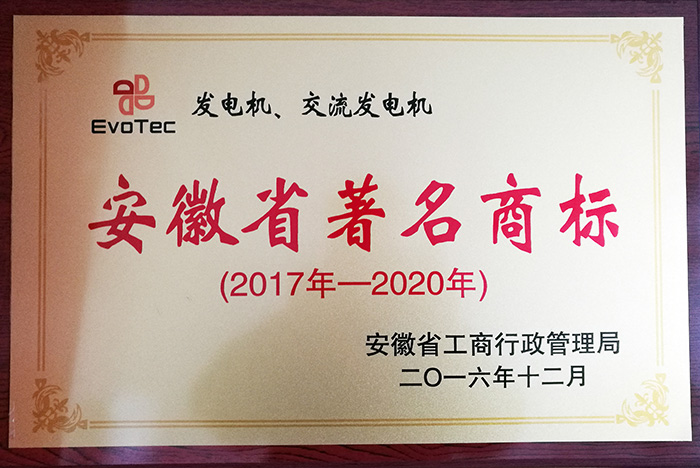 EvoTec
发电机、交流发电机
安徽省著名商标
(2017年—2020年)
安徽省工商行政管理局
二〇一六年十二月